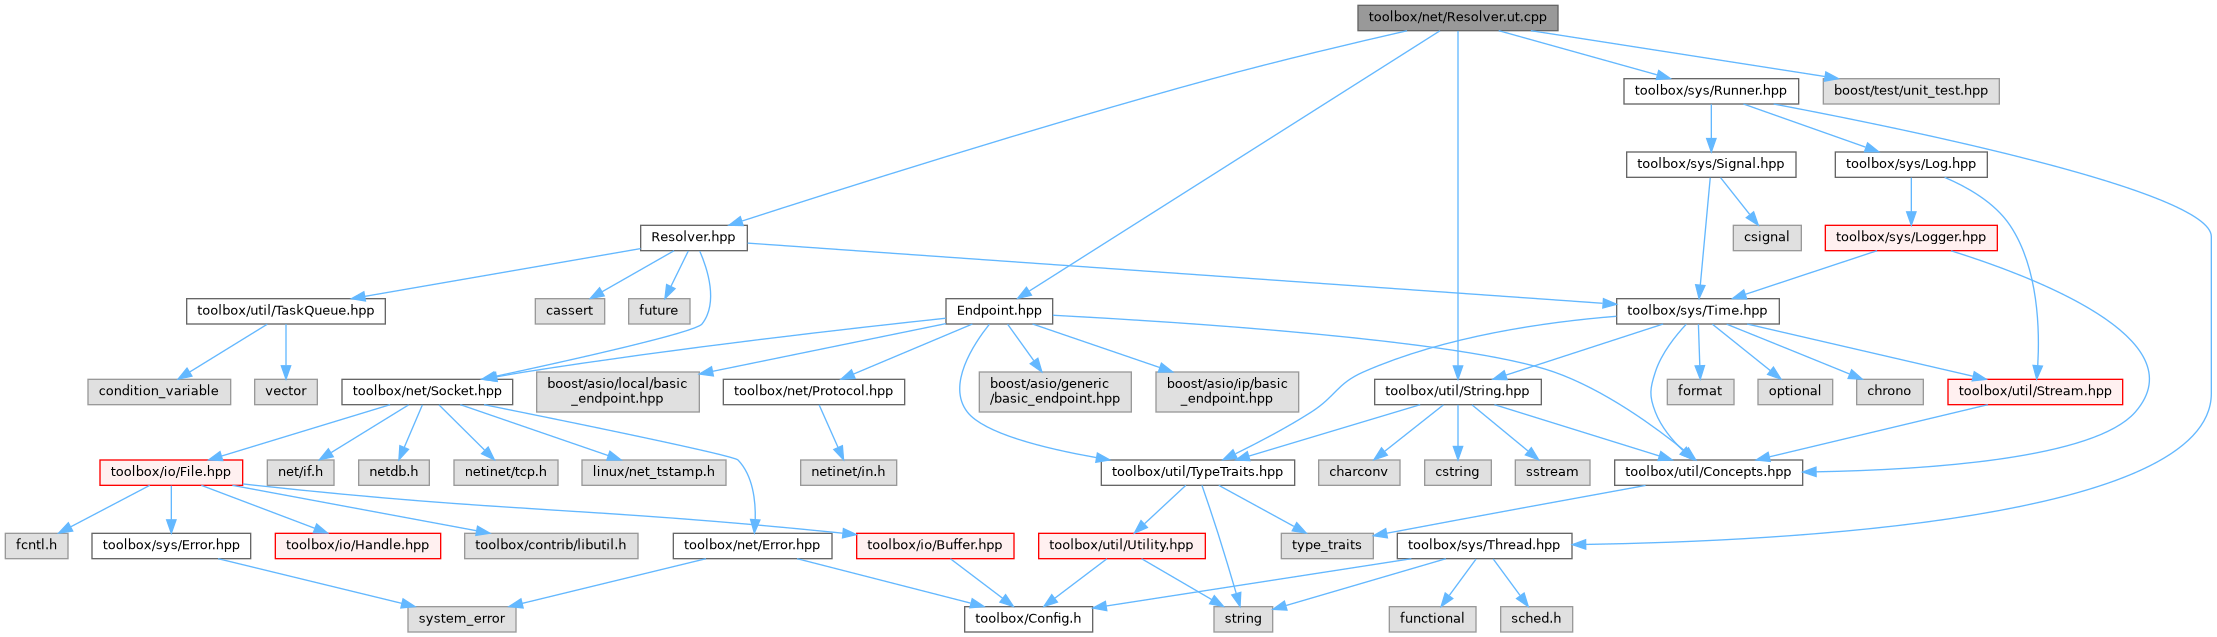 toolbox/net/Resolver.ut.cpp
toolbox/sys/Runner.hpp
boost/test/unit_test.hpp
toolbox/sys/Signal.hpp
toolbox/sys/Log.hpp
Resolver.hpp
csignal
toolbox/sys/Logger.hpp
toolbox/util/TaskQueue.hpp
cassert
future
Endpoint.hpp
toolbox/sys/Time.hpp
condition_variable
vector
toolbox/net/Socket.hpp
boost/asio/local/basic
_endpoint.hpp
toolbox/net/Protocol.hpp
boost/asio/generic
/basic_endpoint.hpp
boost/asio/ip/basic
_endpoint.hpp
toolbox/util/String.hpp
format
optional
chrono
toolbox/util/Stream.hpp
toolbox/io/File.hpp
net/if.h
netdb.h
netinet/tcp.h
linux/net_tstamp.h
netinet/in.h
toolbox/util/TypeTraits.hpp
charconv
cstring
sstream
toolbox/util/Concepts.hpp
fcntl.h
toolbox/sys/Error.hpp
toolbox/io/Handle.hpp
toolbox/contrib/libutil.h
toolbox/net/Error.hpp
toolbox/io/Buffer.hpp
toolbox/util/Utility.hpp
type_traits
toolbox/sys/Thread.hpp
system_error
toolbox/Config.h
string
functional
sched.h